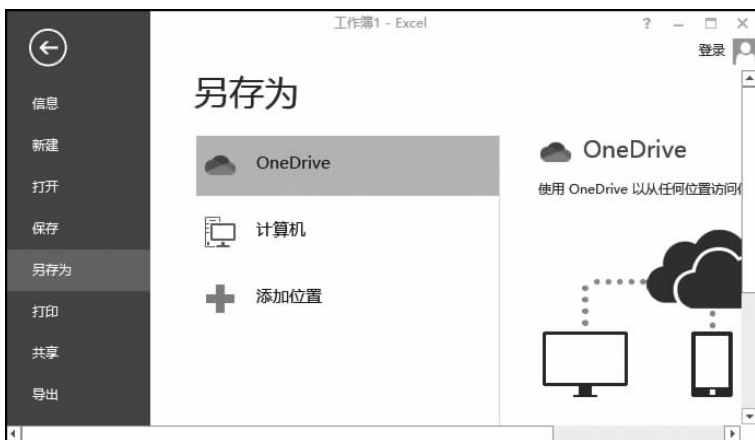 工作簿1 - Excel
?
登录
信息
新建
打开
保存
另存为
打印
共享
导出
另存为
OneDrive
计算机
添加位置
OneDrive
使用 OneDrive 以从任何位置访问